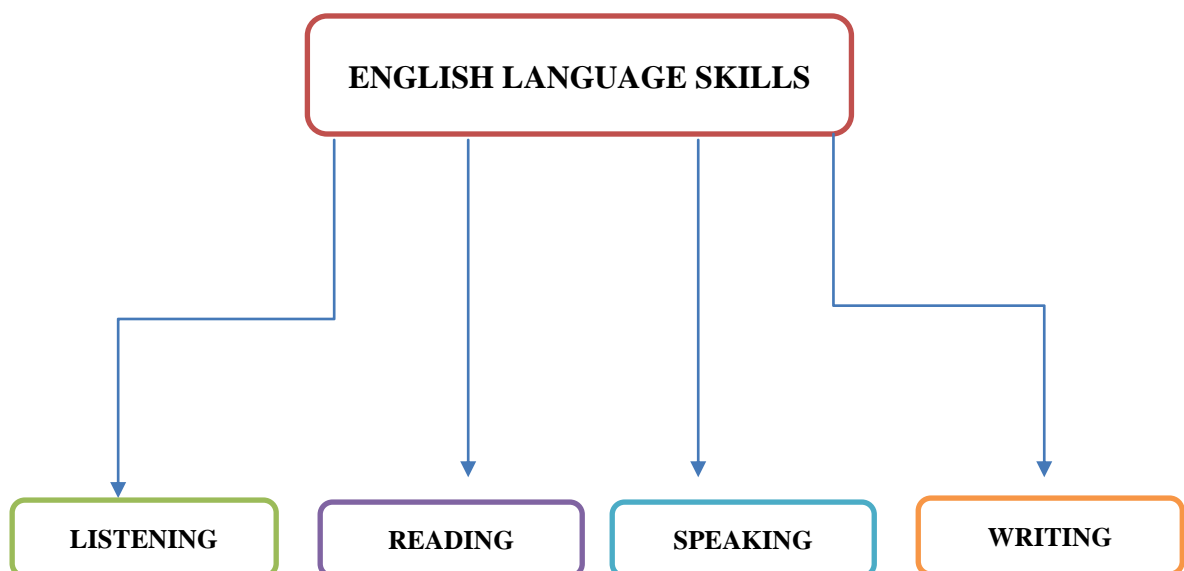 ENGLISH LANGUAGE SKILLS
LISTENING
READING
SPEAKING
WRITING